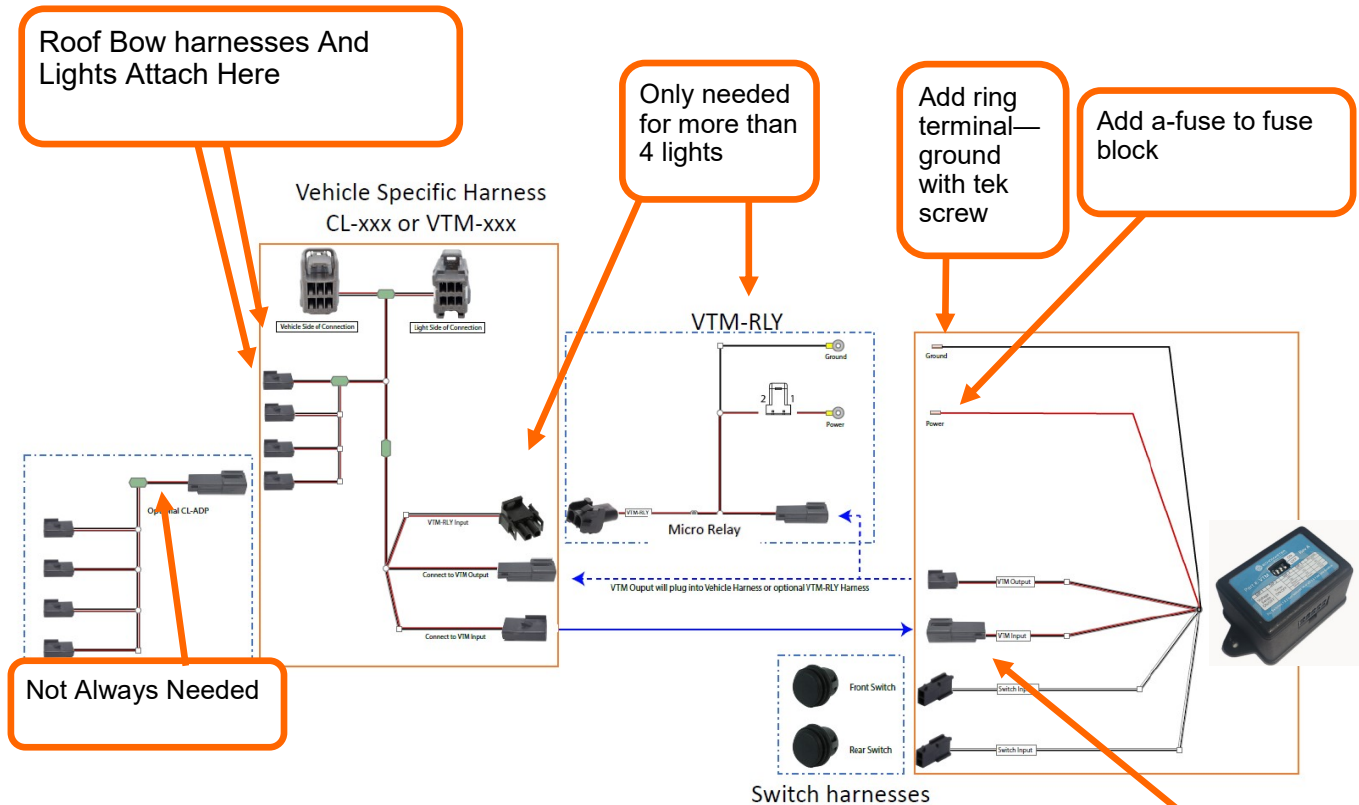 Roof Bow harnesses And
Lights Attach Here
Only needed
for more than
4 lights
Add ring
terminal—
ground
with tek
screw
Add a-fuse to fuse
block
Vehicle Specific Harness
CL-xxx or VTM-xxx
Vehicle Side of Connection
Light Side of Connection
VTM-RLY
Ground
2 1
Power
Ground
Power
Optional CL-ADP
VTM-RLY Input
VTM-RLY
Micro Relay
Connect to VTM Output
VTM Ouput will plug into Vehicle Harness or optional VTM-RLY Harness
VTM Output
Connect to VTM Input
VTM Input
Not Always Needed
Front Switch
Switch Input
Rear Switch
Switch Input
Switch harnesses